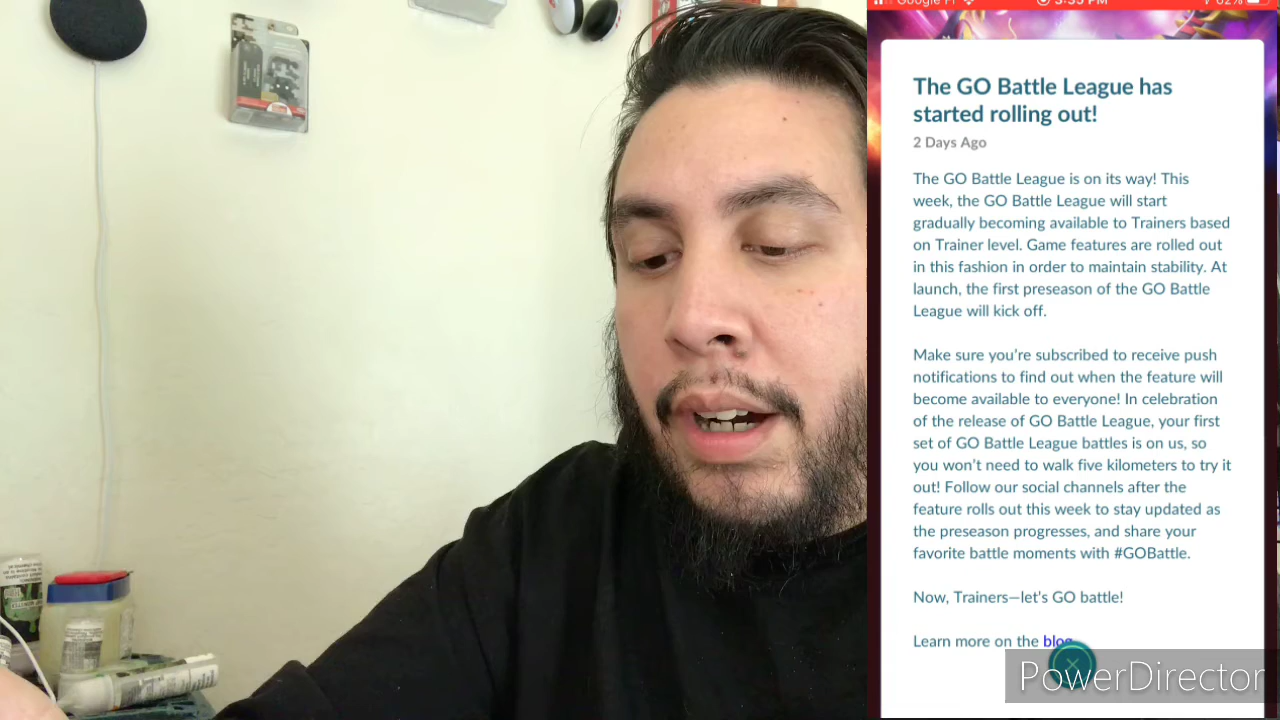 Google Fi 3:33 PM 62%
The GO Battle League has
started rolling out!
2 Days Ago
The GO Battle League is on its way! This
week, the GO Battle League will start
gradually becoming available to Trainers based
on Trainer level. Game features are rolled out
in this fashion in order to maintain stability. At
launch, the first preseason of the GO Battle
League will kick off.
Make sure you're subscribed to receive push
notifications to find out when the feature will
become available to everyone! In celebration
of the release of GO Battle League, your first
set of GO Battle League battles is on us, so
you won't need to walk five kilometers to try it
out! Follow our social channels after the
feature rolls out this week to stay updated as
the preseason progresses, and share your
favorite battle moments with #GOBattle.
Now, Trainers—let's GO battle!
Learn more on the blog
PowerDirector